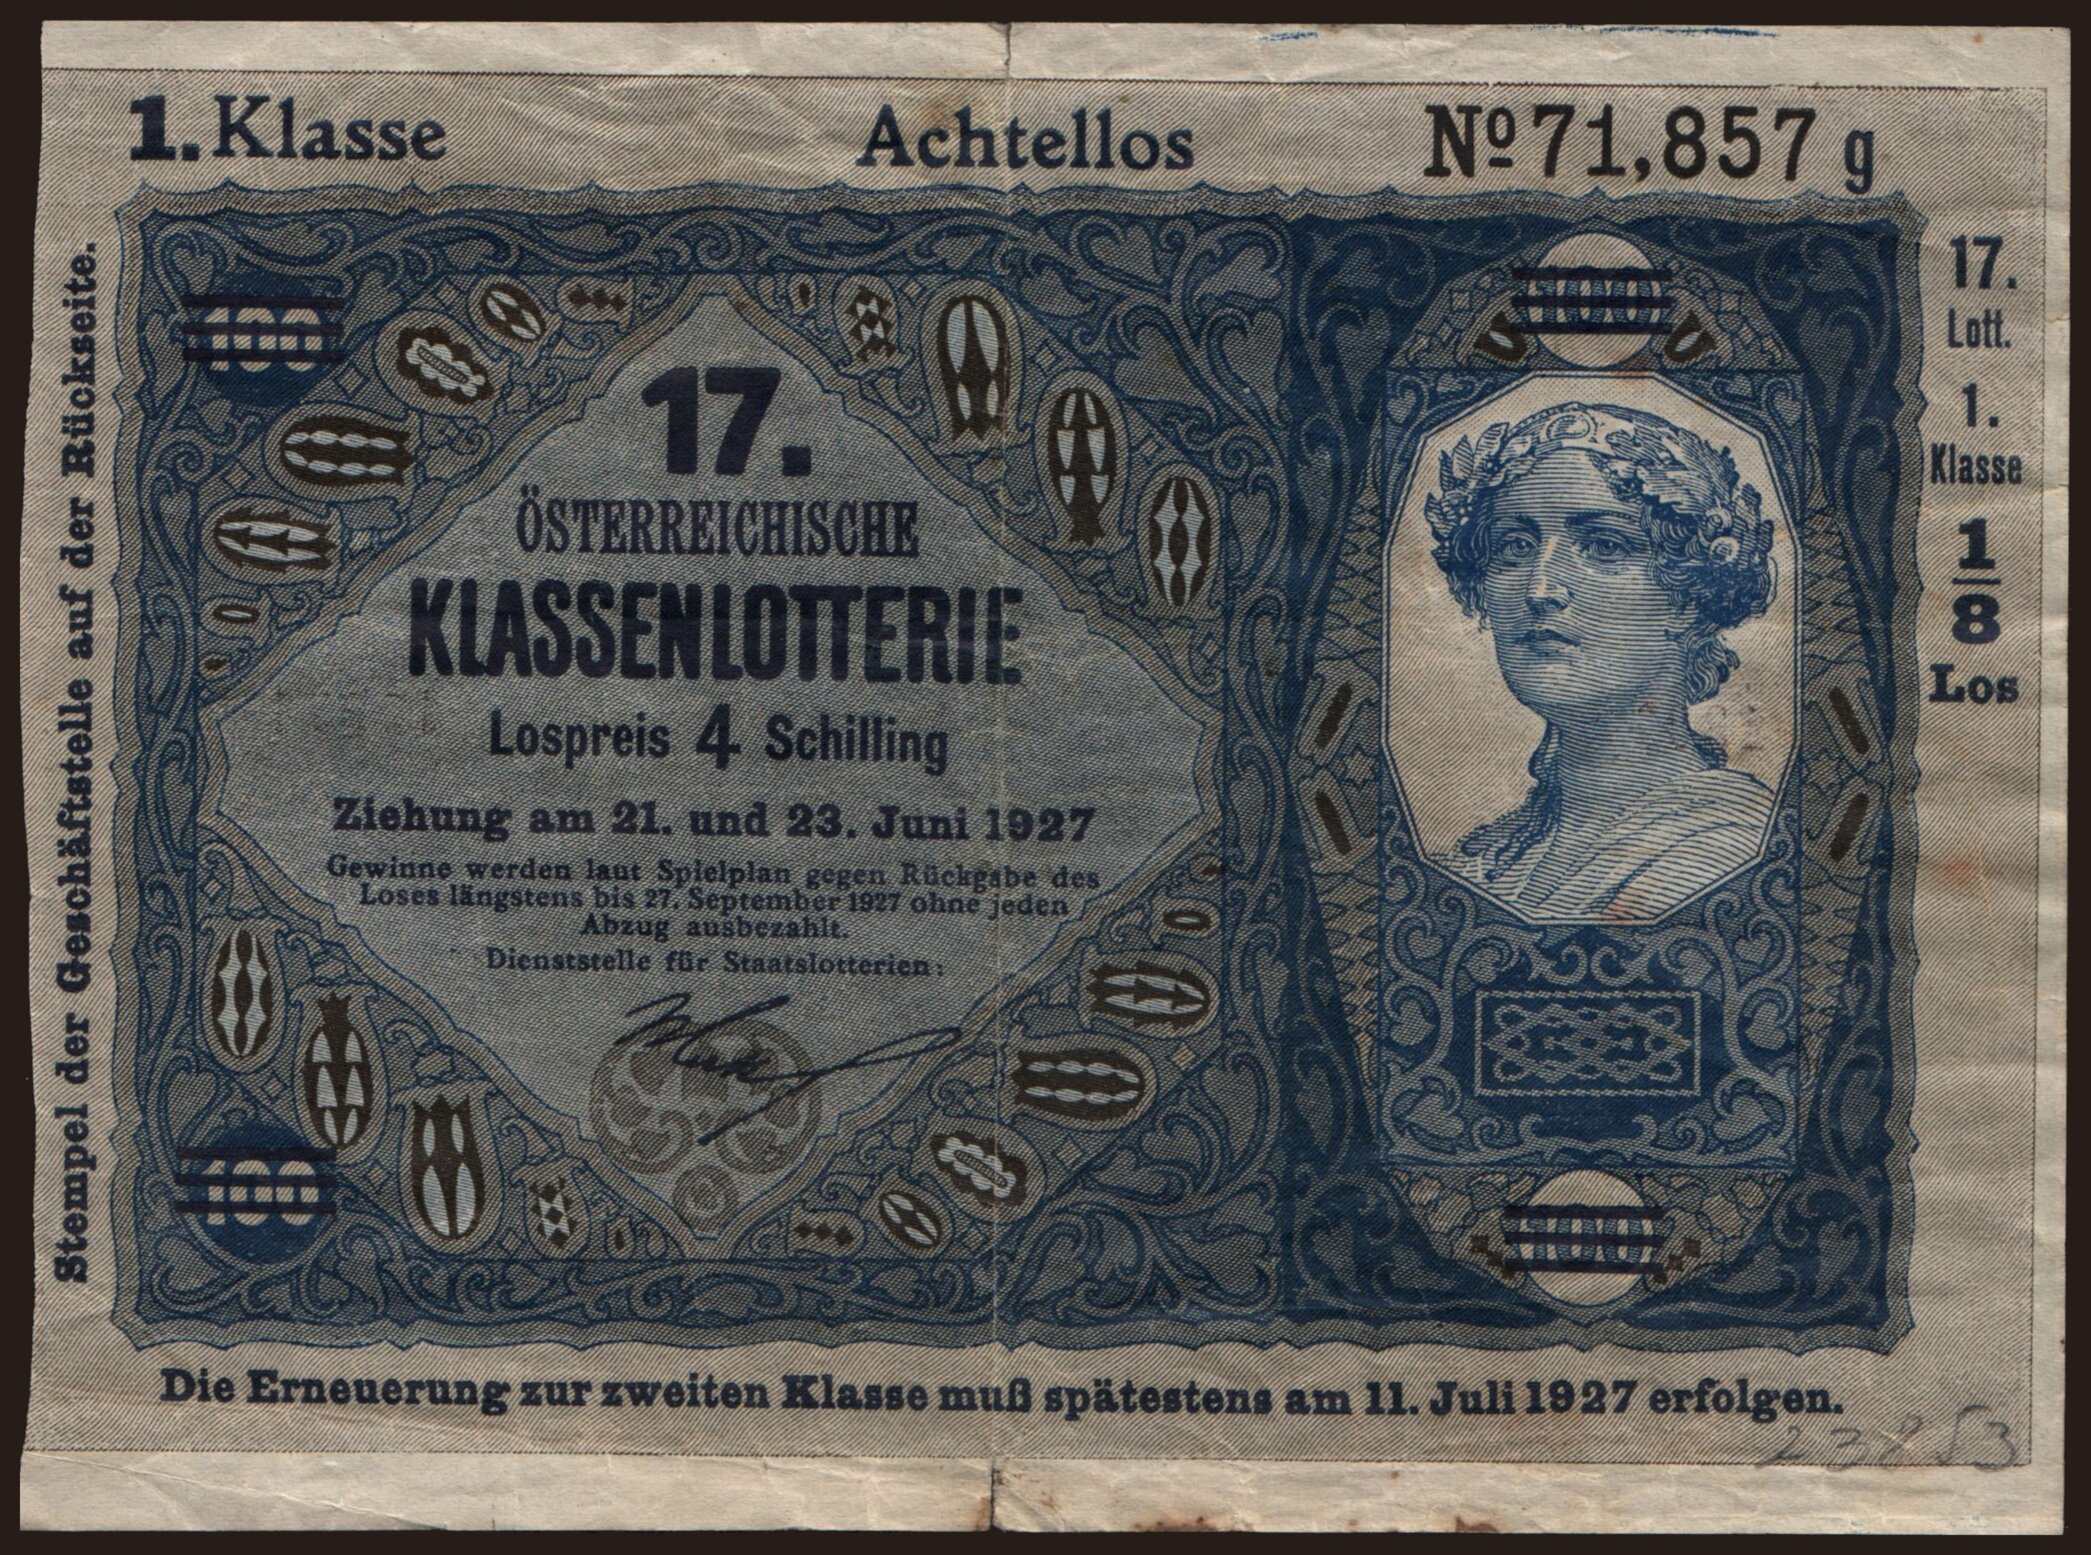 1. Klasse Achtellos Nº 71,857 g
Stempel der Geschäftstelle auf der Rückseite.
100
100
17.
ÖSTERREICHISCHE
KLASSENLOTTERIE
Lospreis 4 Schilling
Ziehung am 21. und 23. Juni 1927
Gewinne werden laut Spielplan gegen Rückgabe des
Loses längstens bis 27. September 1927 ohne jeden
Abzug ausbezahlt.
Dienststelle für Staatslotterien:
100
100
17.
Lott.
1.
Klasse
1/8
Los
Die Erneuerung zur zweiten Klasse muß spätestens am 11. Juli 1927 erfolgen.